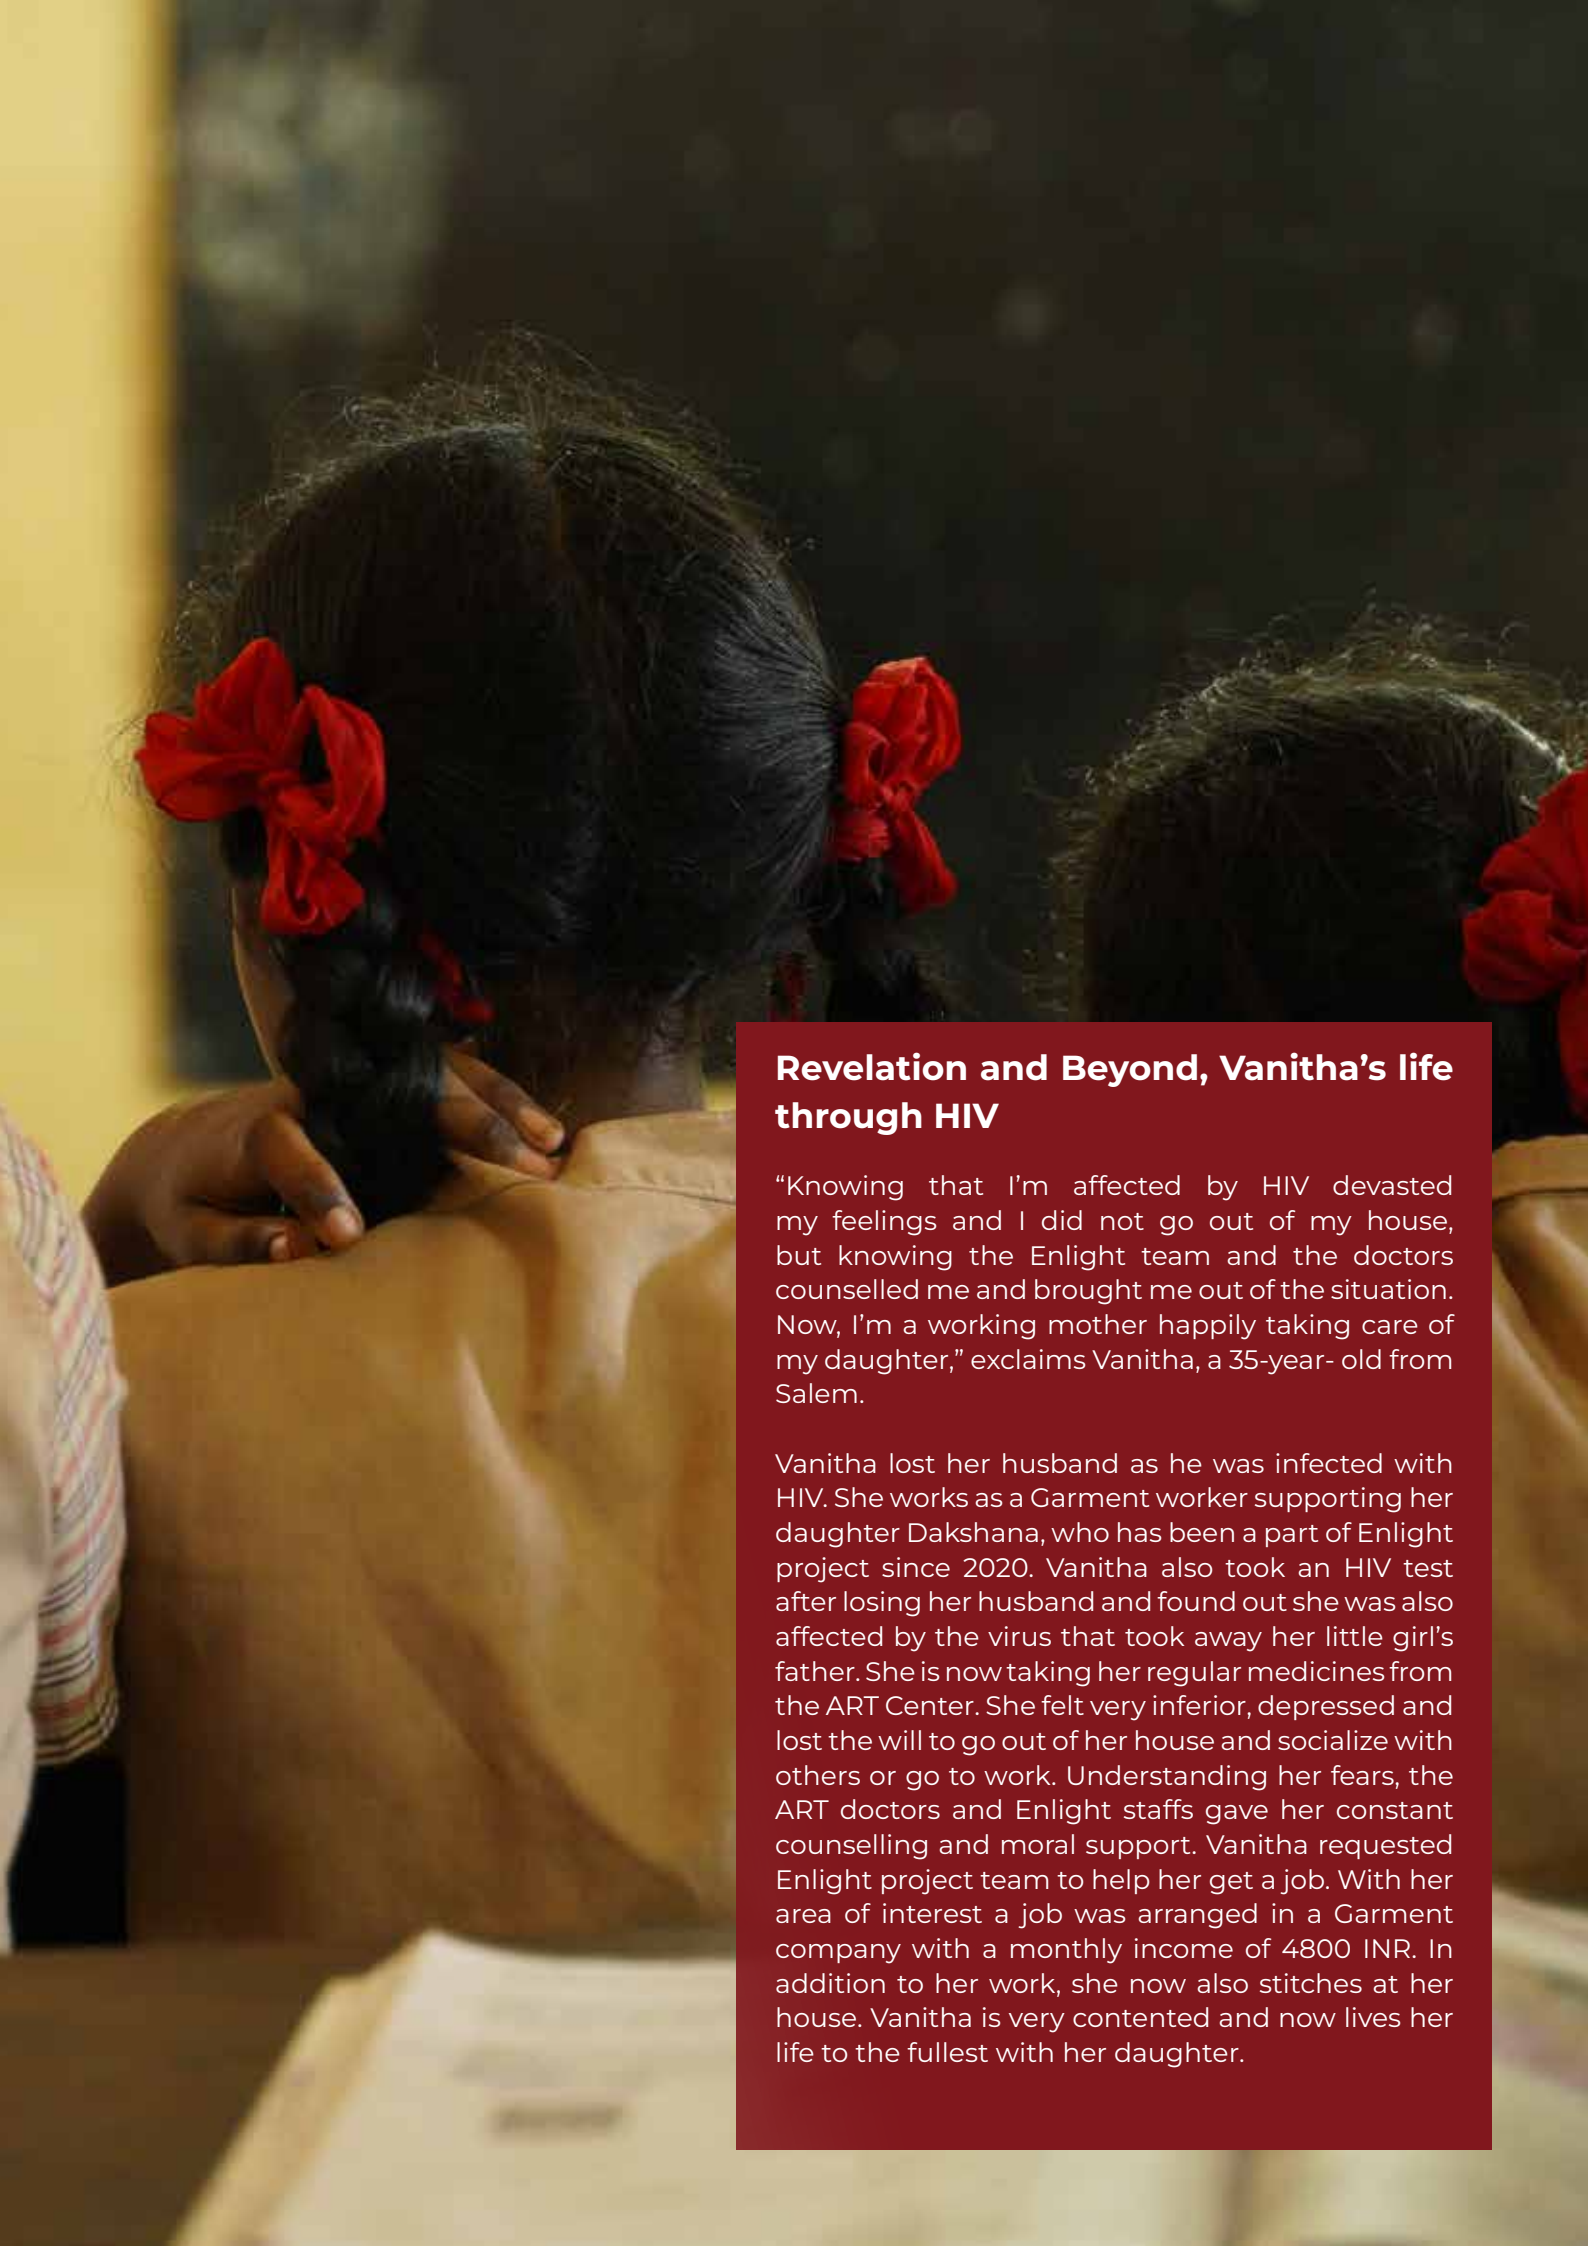 Revelation and Beyond, Vanitha’s life
through HIV
“Knowing that I’m affected by HIV devasted
my feelings and I did not go out of my house,
but knowing the Enlight team and the doctors
counselled me and brought me out of the situation.
Now, I’m a working mother happily taking care of
my daughter,” exclaims Vanitha, a 35-year- old from
Salem.
Vanitha lost her husband as he was infected with
HIV. She works as a Garment worker supporting her
daughter Dakshana, who has been a part of Enlight
project since 2020. Vanitha also took an HIV test
after losing her husband and found out she was also
affected by the virus that took away her little girl’s
father. She is now taking her regular medicines from
the ART Center. She felt very inferior, depressed and
lost the will to go out of her house and socialize with
others or go to work. Understanding her fears, the
ART doctors and Enlight staffs gave her constant
counselling and moral support. Vanitha requested
Enlight project team to help her get a job. With her
area of interest a job was arranged in a Garment
company with a monthly income of 4800 INR. In
addition to her work, she now also stitches at her
house. Vanitha is very contented and now lives her
life to the fullest with her daughter.